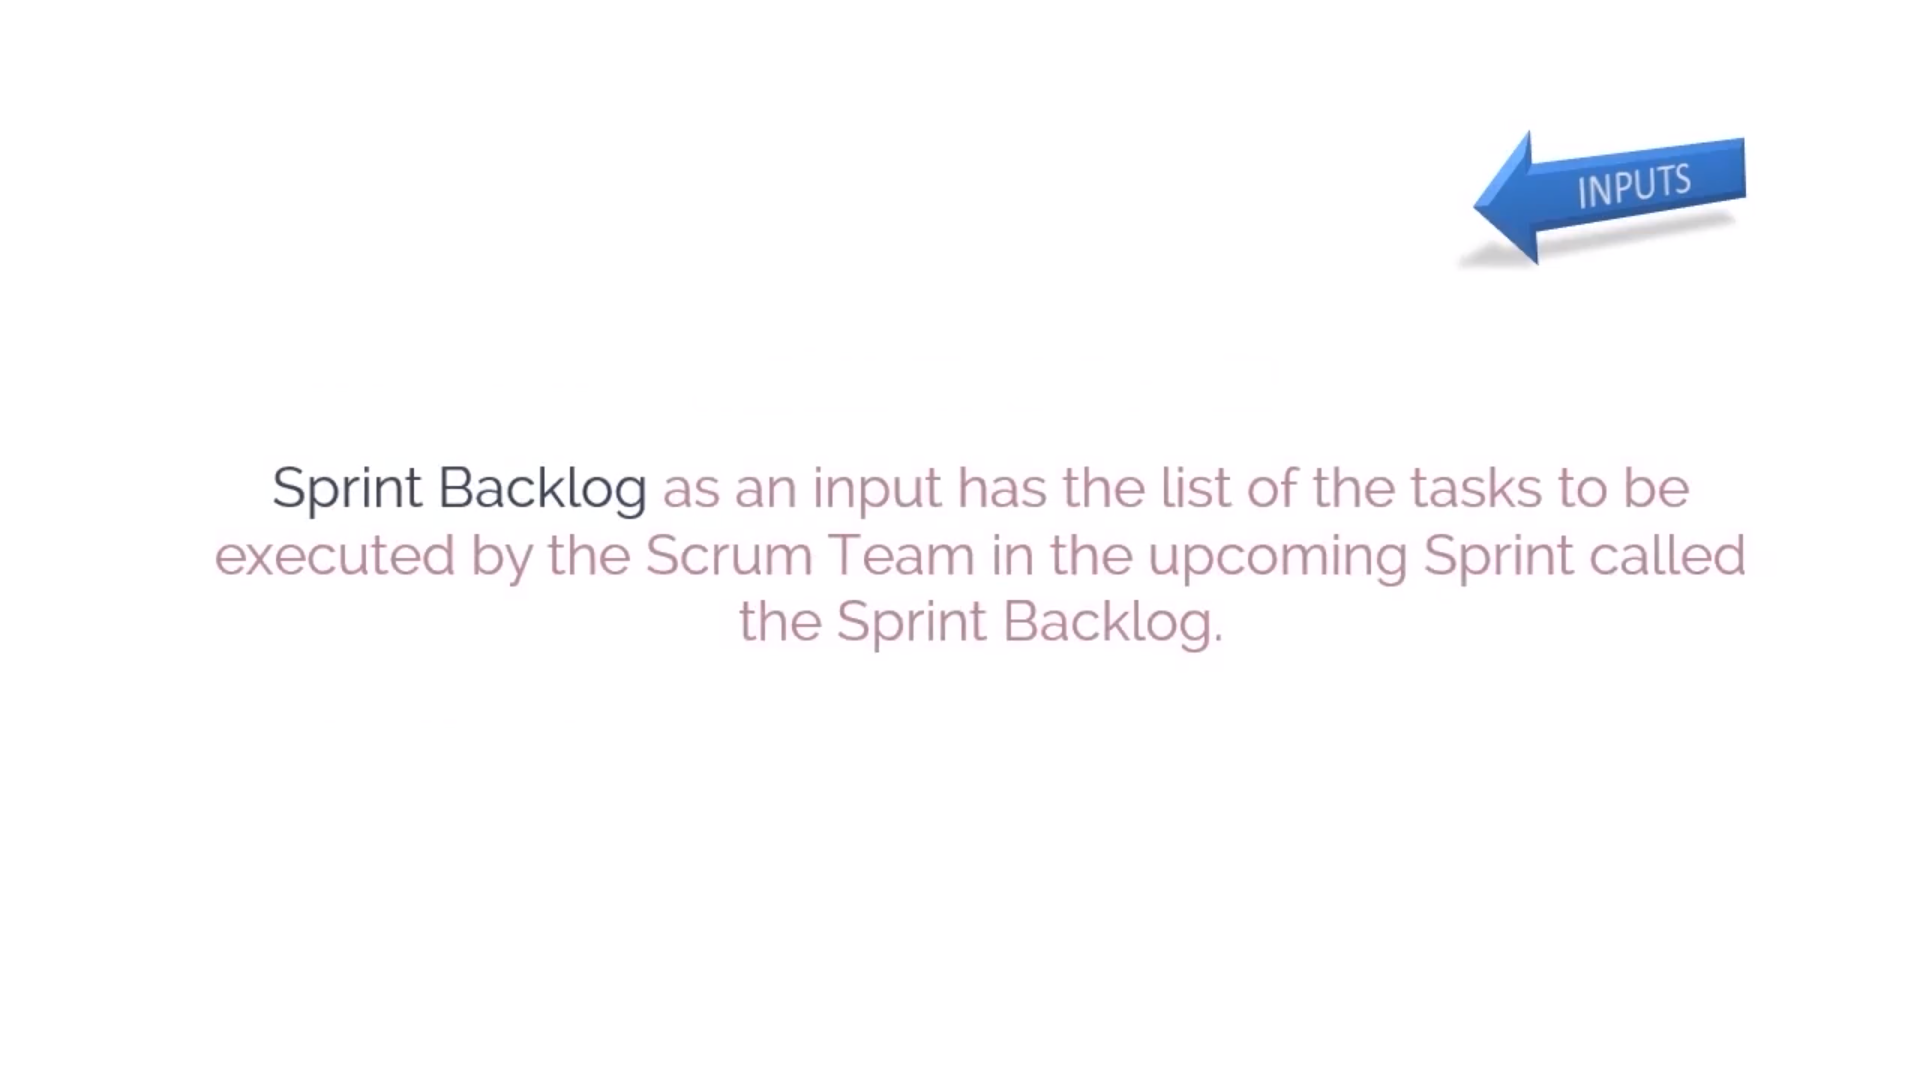 INPUTS
Sprint Backlog as an input has the list of the tasks to be
executed by the Scrum Team in the upcoming Sprint called
the Sprint Backlog.